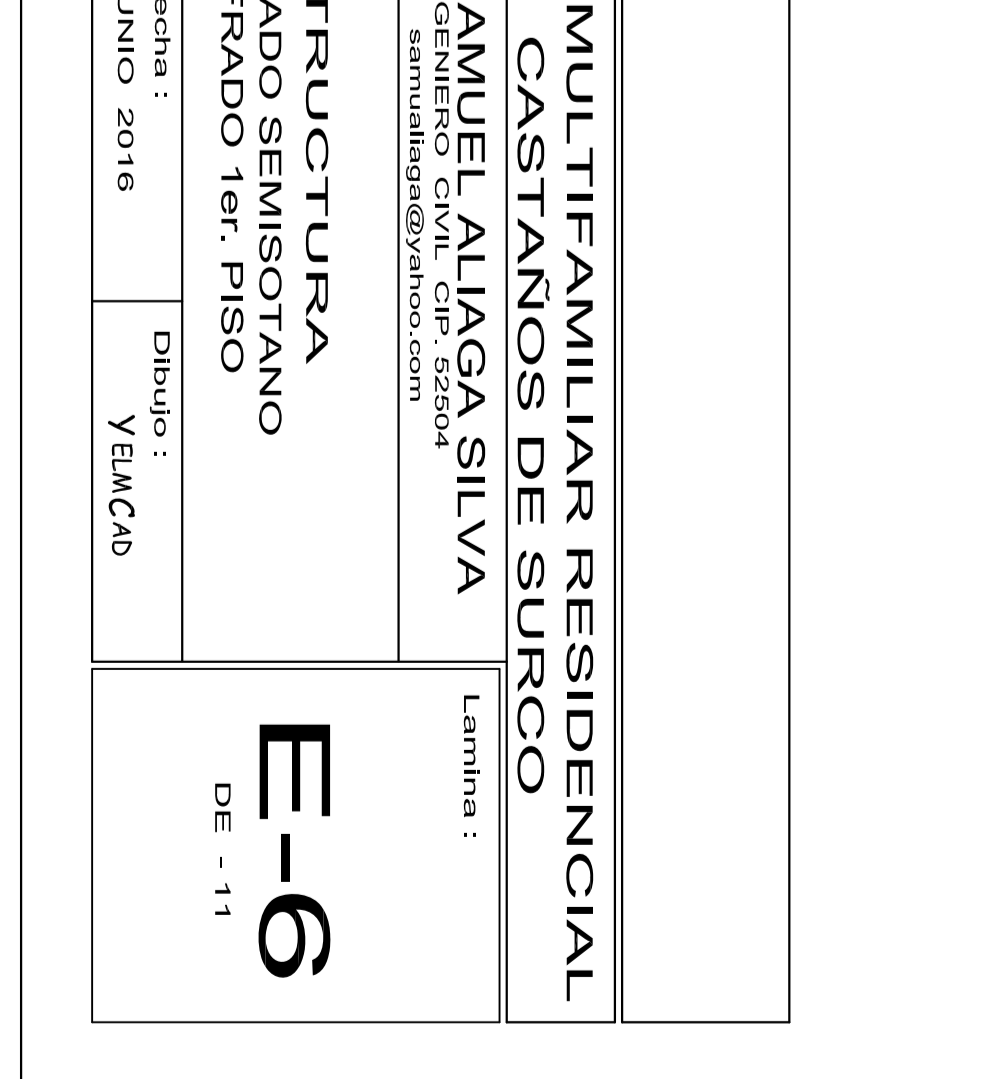 MULTIFAMILIAR RESIDENCIAL
CASTAÑOS DE SURCO
AMUEL ALIAGA SILVA
GENIERO CIVIL CIP. 52504
samualiaga@yahoo.com
TRUCTURA
ADO SEMISOTANO
FRADO 1er. PISO
echa :
UNIO 2016
Dibujo :
YELMCAD
Lamina :
E-6
DE - 11